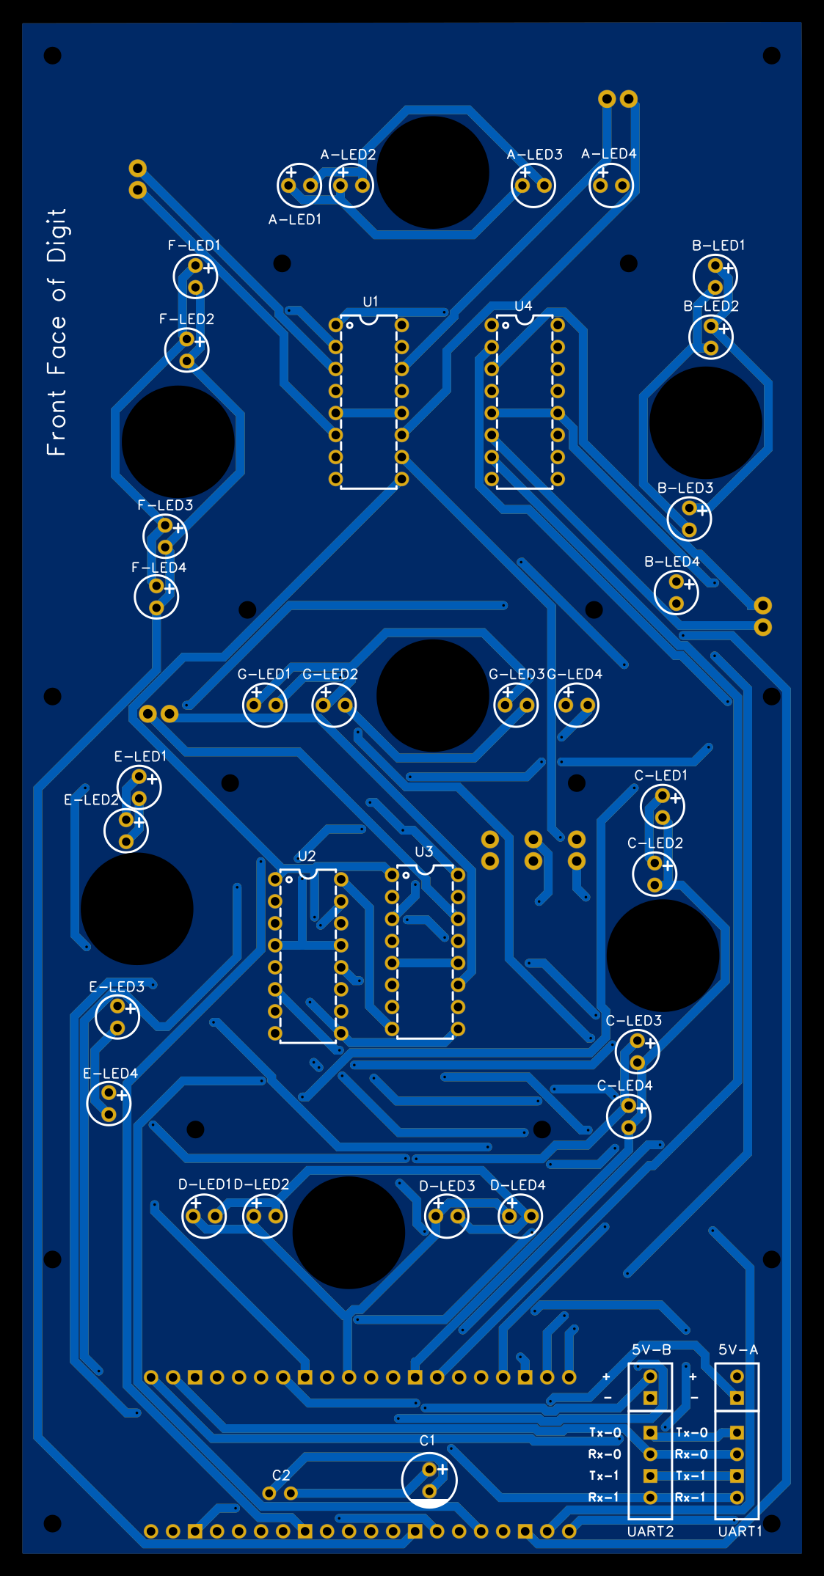 A-LED2
A-LED3
A-LED4
A-LED1
F-LED1
B-LED1
Front Face of Digit
U1
U4
B-LED2
F-LED2
B-LED3
F-LED3
B-LED4
F-LED4
G-LED1
G-LED2
G-LED3
G-LED4
E-LED1
C-LED1
E-LED2
C-LED2
U2
U3
E-LED3
C-LED3
E-LED4
C-LED4
D-LED1
D-LED2
D-LED3
D-LED4
5V-B
5V-A
+
+
-
-
Tx-0
Tx-0
Rx-0
Rx-0
Tx-1
Tx-1
Rx-1
Rx-1
C1
C2
UART2
UART1